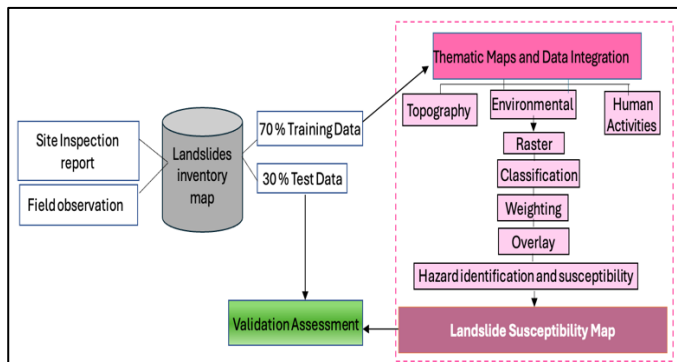 Site Inspection
report
Field observation
Landslides
inventory
map
70 % Training Data
30 % Test Data
Validation Assessment
Thematic Maps and Data Integration
Topography
Environmental
Human
Activities
Raster
Classification
Weighting
Overlay
Hazard identification and susceptibility
Landslide Susceptibility Map